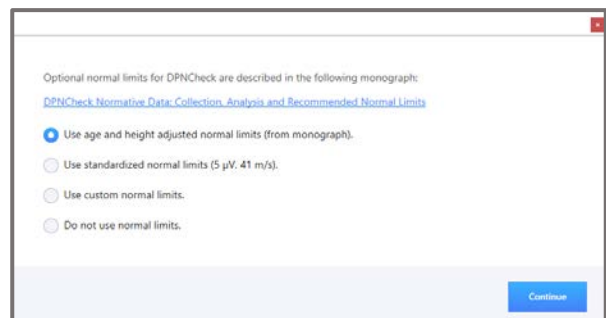 Optional normal limits for DPNCheck are described in the following monograph:
DPNCheck Normative Data: Collection, Analysis and Recommended Normal Limits
Use age and height adjusted normal limits (from monograph).
Use standardized normal limits (5 µV, 41 m/s).
Use custom normal limits.
Do not use normal limits.
Continue